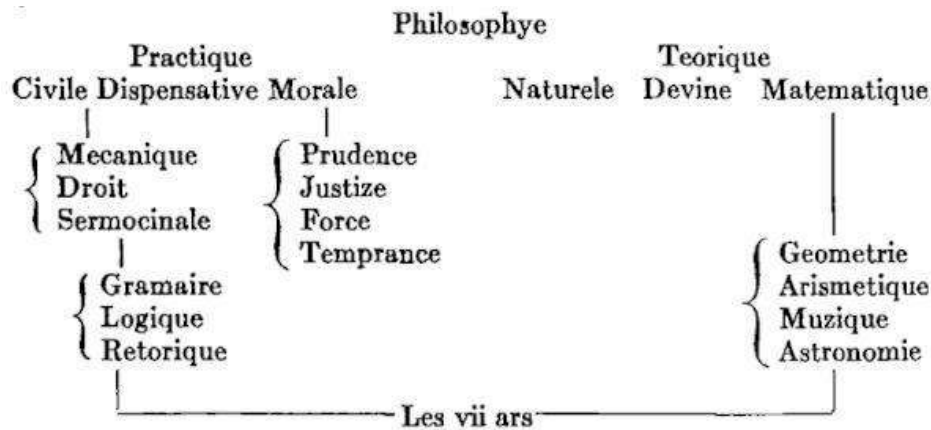 Philosophye
Practique Teorique
Civile Dispensative Morale Naturele Devine Matematique
Mecanique Prudence
Droit Justize
Sermocinale Force
Temprance
Geometrie
Gramaire Arismetique
Logique Muzique
Retorique Astronomie
Les vii ars